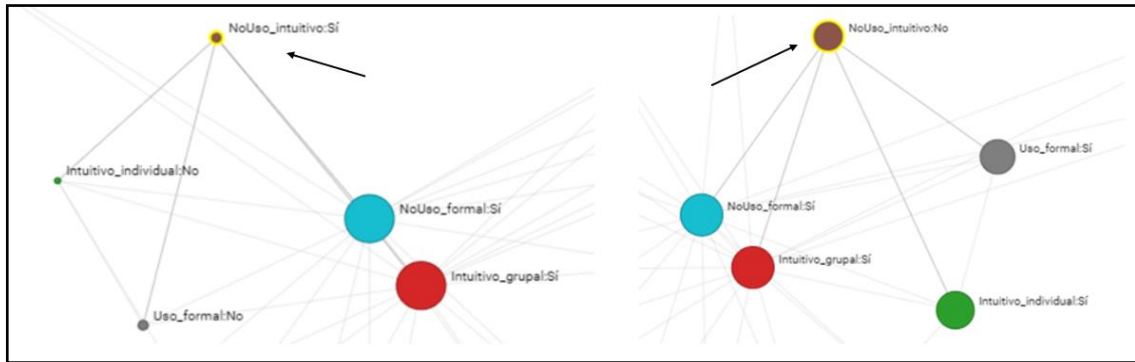 NoUso_intuitivo:Sí
Intuitivo_individual:No
NoUso_formal:Sí
Intuitivo_grupal:Sí
Uso_formal:No
NoUso_intuitivo:No
Uso_formal:Sí
NoUso_formal:Sí
Intuitivo_grupal:Sí
Intuitivo_individual:Sí